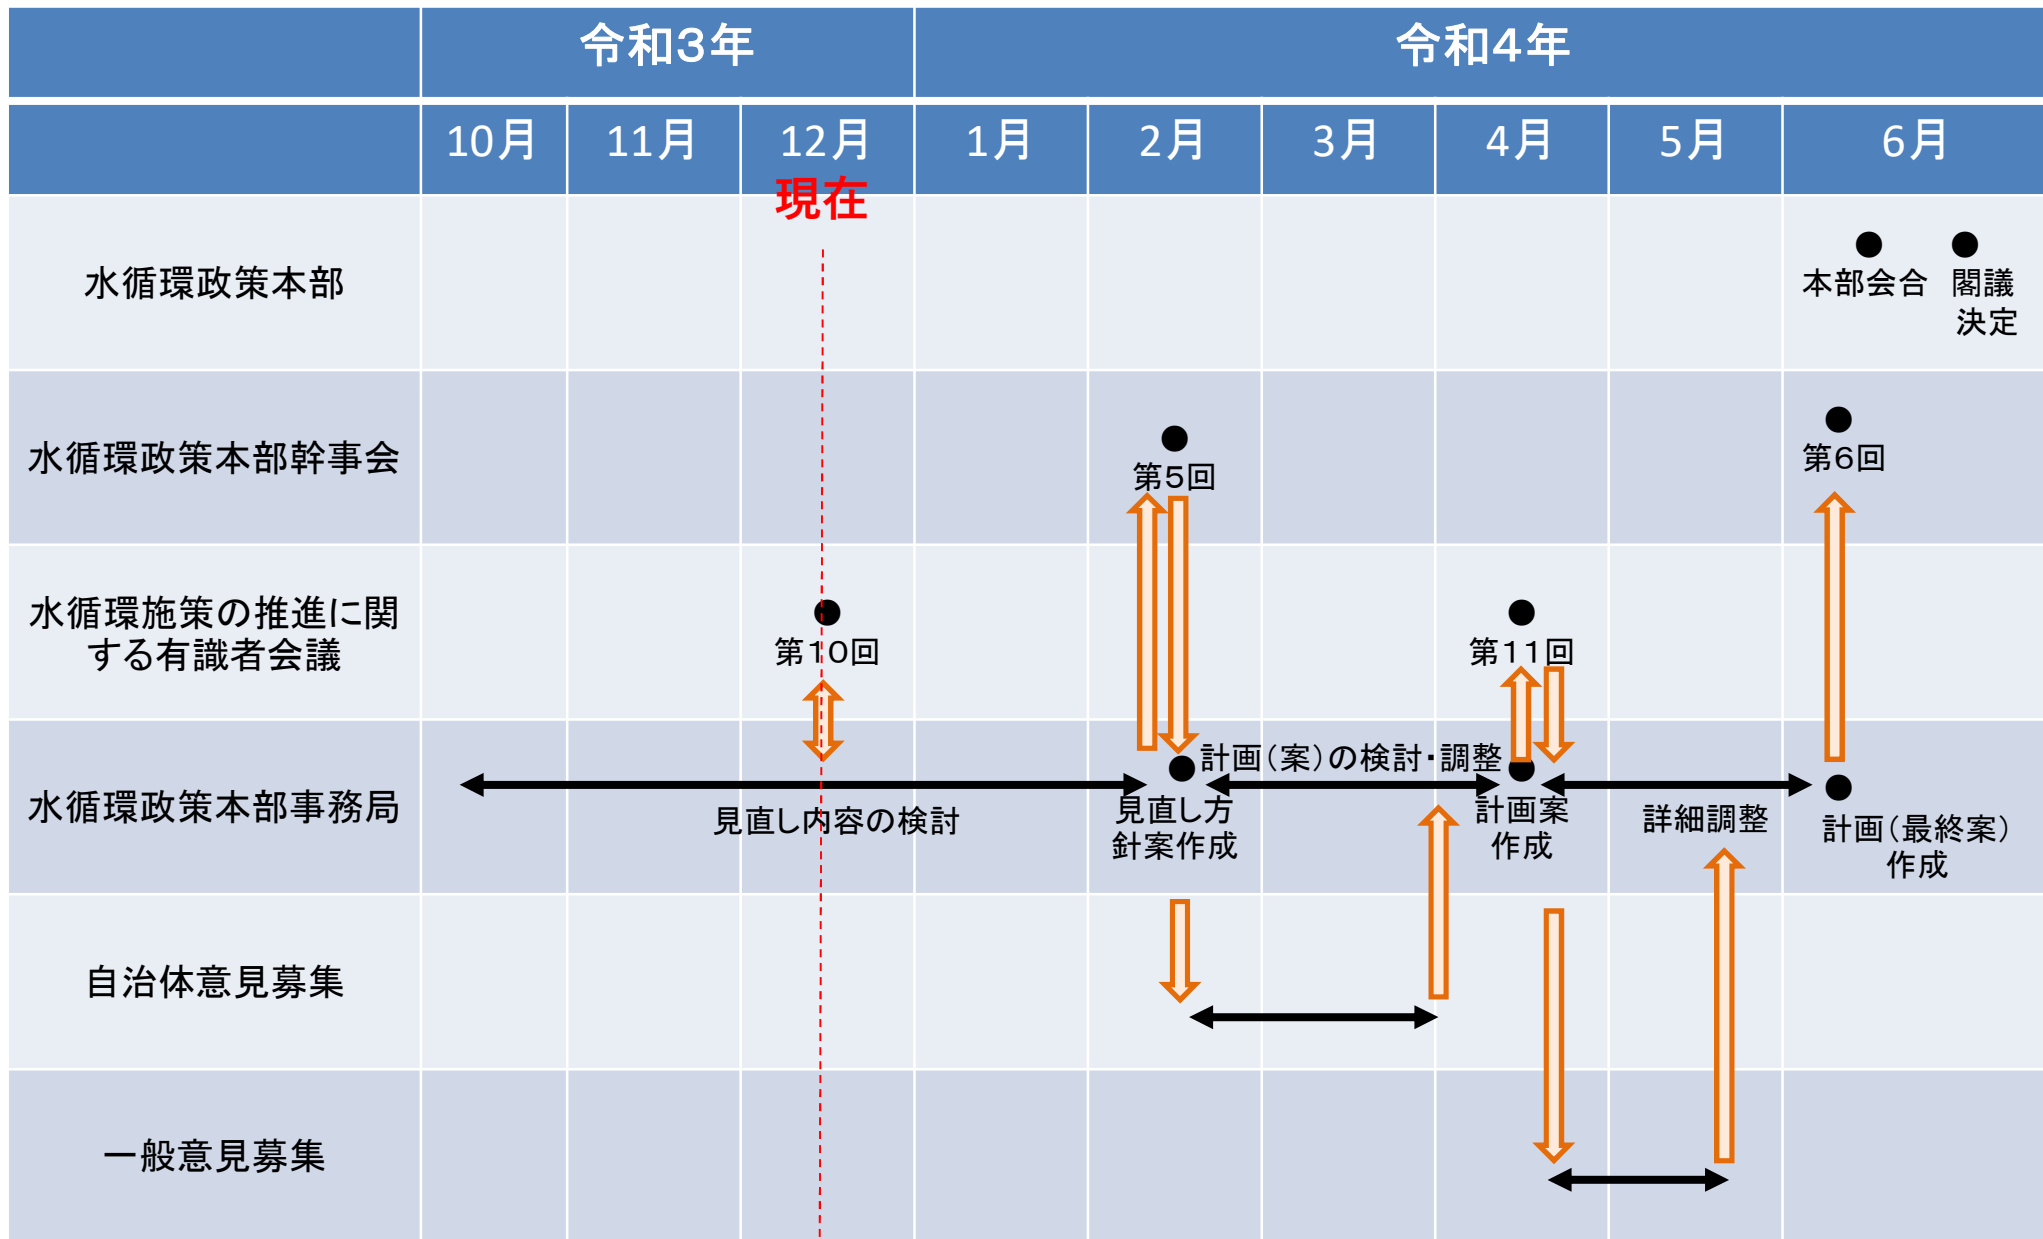 令和3年
令和4年
10月
11月
12月
1月
2月
3月
4月
5月
6月
現在
水循環政策本部
本部会合
閣議
決定
水循環政策本部幹事会
第5回
第6回
水循環施策の推進に関
する有識者会議
第10回
第11回
水循環政策本部事務局
見直し内容の検討
見直し方
針案作成
計画(案)の検討・調整
計画案
作成
詳細調整
計画(最終案)
作成
自治体意見募集
一般意見募集